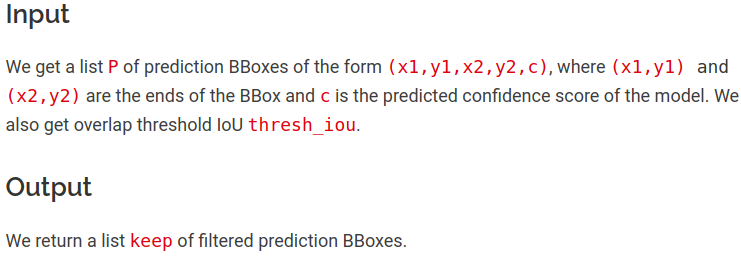 Input
We get a list P of prediction BBoxes of the form (x1,y1,x2,y2,c), where (x1,y1) and
(x2,y2) are the ends of the BBox and c is the predicted confidence score of the model. We
also get overlap threshold IoU thresh_iou.
Output
We return a list keep of filtered prediction BBoxes.